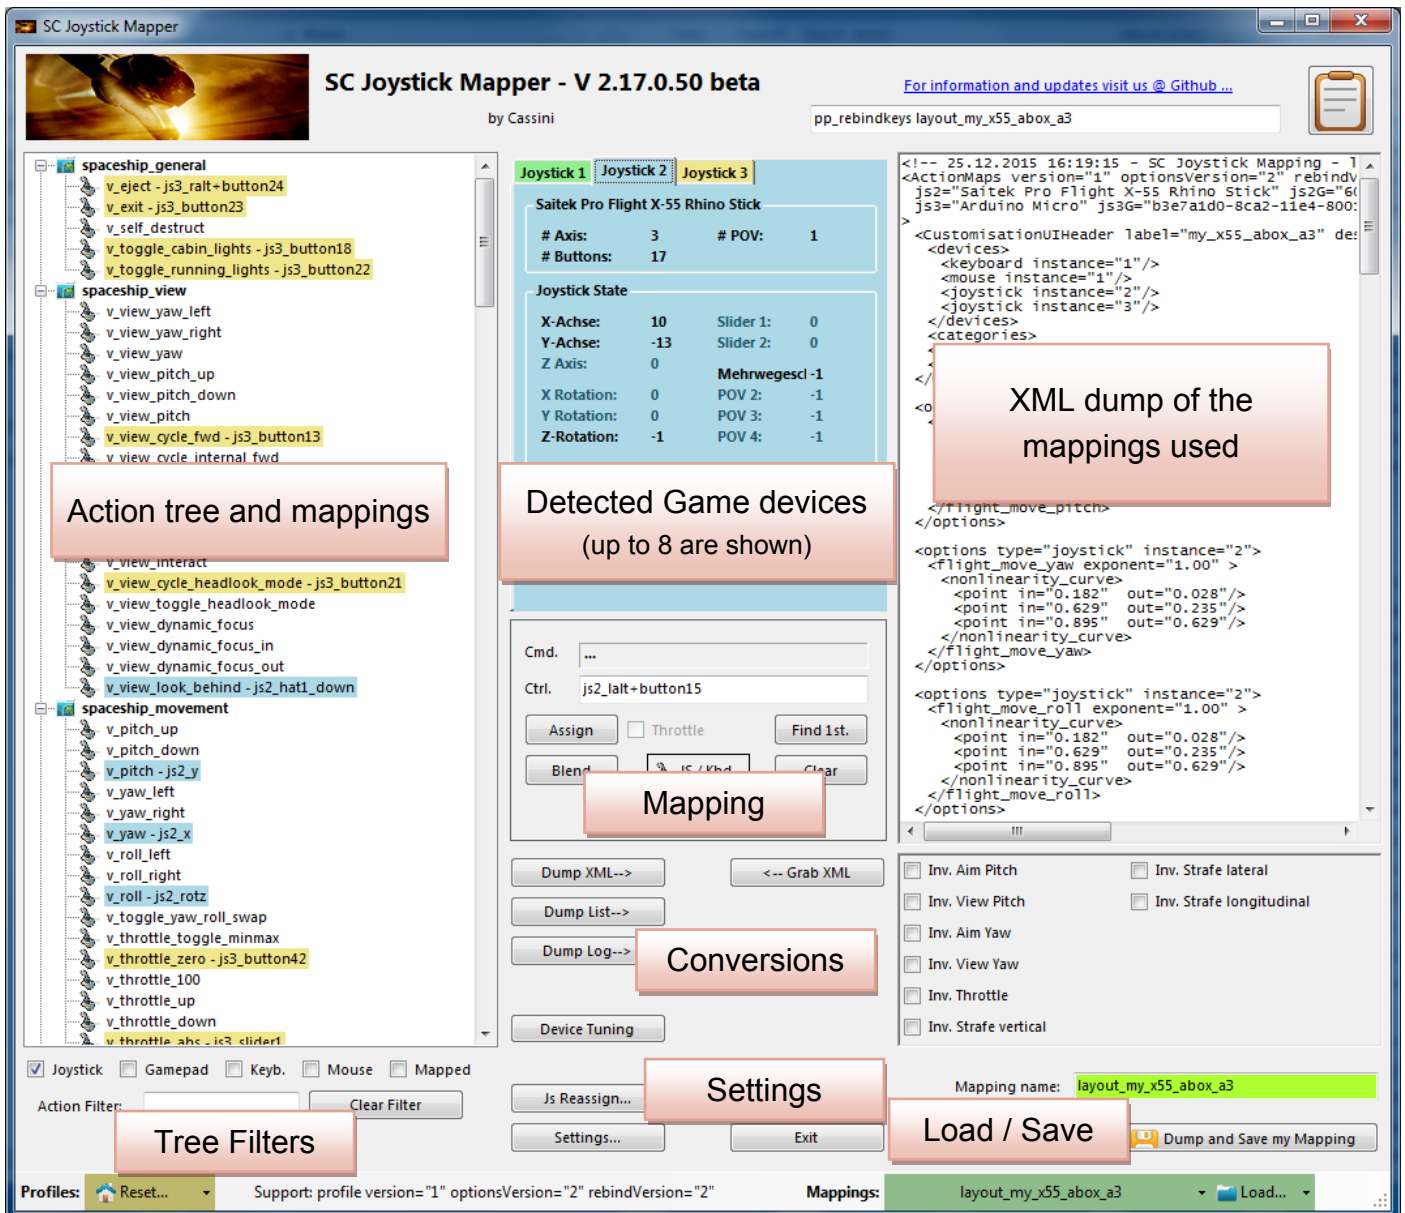 SC Joystick Mapper
SC Joystick Mapper - V 2.17.0.50 beta
by Cassini
For information and updates visit us @ Github ...
pp_rebindkeys layout_my_x55_abox_a3
spaceship_general
v_eject - js3_ralt+button24
v_exit - js3_button23
v_self_destruct
v_toggle_cabin_lights - js3_button18
v_toggle_running_lights - js3_button22
spaceship_view
v_view_yaw_left
v_view_yaw_right
v_view_yaw
v_view_pitch_up
v_view_pitch_down
v_view_pitch
v_view_cycle_fwd - js3_button13
v_view_cycle_internal_fwd
Action tree and mappings
v_view_interact
v_view_cycle_headlook_mode - js3_button21
v_view_toggle_headlook_mode
v_view_dynamic_focus
v_view_dynamic_focus_in
v_view_dynamic_focus_out
v_view_look_behind - js2_hat1_down
spaceship_movement
v_pitch_up
v_pitch_down
v_pitch - js2_y
v_yaw_left
v_yaw_right
v_yaw - js2_x
v_roll_left
v_roll_right
v_roll - js2_rotz
v_toggle_yaw_roll_swap
v_throttle_toggle_minmax
v_throttle_zero - js3_button42
v_throttle_100
v_throttle_up
v_throttle_down
v_throttle_abs - js3_slider1
Joystick Gamepad Keyb. Mouse Mapped
Action Filter: Clear Filter
Tree Filters
Joystick 1 Joystick 2 Joystick 3
Saitek Pro Flight X-55 Rhino Stick
# Axis: 3 # POV: 1
# Buttons: 17
Joystick State
X-Achse: 10 Slider 1: 0
Y-Achse: -13 Slider 2: 0
Z Axis: 0
Mehrwegescl -1
X Rotation: 0 POV 2: -1
Y Rotation: 0 POV 3: -1
Z-Rotation: -1 POV 4: -1
Detected Game devices
(up to 8 are shown)
Cmd. ...
Ctrl. js2_lalt+button15
Assign Throttle Find 1st.
Blend JS / Kbd Clear
Mapping
Dump XML--> <-- Grab XML
Dump List-->
Dump Log-->
Conversions
Device Tuning
Js Reassign...
Settings
Settings... Exit
<!-- 25.12.2015 16:19:15 - SC Joystick Mapping - l
<ActionMaps version="1" optionsVersion="2" rebindV
js2="Saitek Pro Flight X-55 Rhino Stick" js2G="6(
js3="Arduino Micro" js3G="b3e7a1d0-8ca2-11e4-800:
>
<CustomisationUIHeader label="my_x55_abox_a3" des
<devices>
<keyboard instance="1"/>
<mouse instance="1"/>
<joystick instance="2"/>
<joystick instance="3"/>
</devices>
<categories>
<
</
<o
XML dump of the
mappings used
</flight_move_pitch>
</options>
<options type="joystick" instance="2">
<flight_move_yaw exponent="1.00" >
<nonlinearity_curve>
<point in="0.182" out="0.028"/>
<point in="0.629" out="0.235"/>
<point in="0.895" out="0.629"/>
</nonlinearity_curve>
</flight_move_yaw>
</options>
<options type="joystick" instance="2">
<flight_move_roll exponent="1.00" >
<nonlinearity_curve>
<point in="0.182" out="0.028"/>
<point in="0.629" out="0.235"/>
<point in="0.895" out="0.629"/>
</nonlinearity_curve>
</flight_move_roll>
</options>
Inv. Aim Pitch Inv. Strafe lateral
Inv. View Pitch Inv. Strafe longitudinal
Inv. Aim Yaw
Inv. View Yaw
Inv. Throttle
Inv. Strafe vertical
Mapping name: layout_my_x55_abox_a3
Load / Save
Dump and Save my Mapping
Profiles: Reset... Support: profile version="1" optionsVersion="2" rebindVersion="2" Mappings: layout_my_x55_abox_a3 Load...